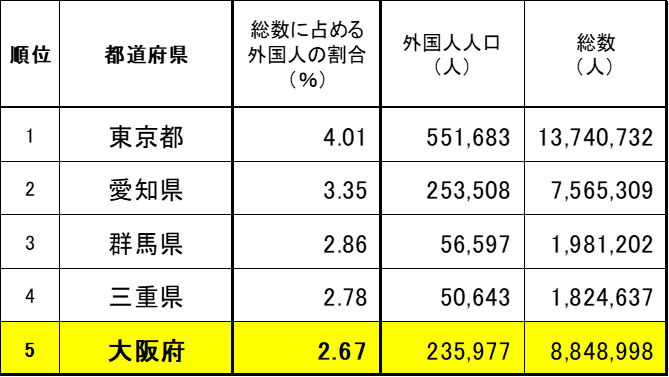 順位 都道府県 総数に占める外国人の割合（％） 外国人人口（人） 総数（人）
1 東京都 4.01 551,683 13,740,732
2 愛知県 3.35 253,508 7,565,309
3 群馬県 2.86 56,597 1,981,202
4 三重県 2.78 50,643 1,824,637
5 大阪府 2.67 235,977 8,848,998